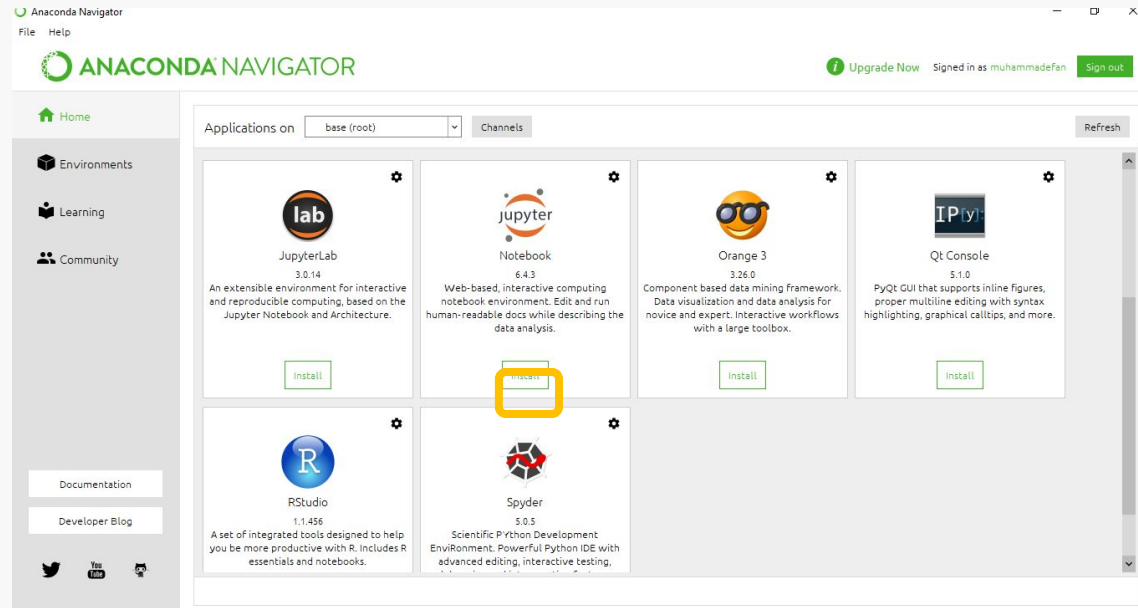 Anaconda Navigator
File Help
ANACONDA NAVIGATOR
Upgrade Now Signed in as muhammadefan Sign out
Home
Applications on base (root) Channels Refresh
Environments
Learning
Community
lab
JupyterLab
3.0.14
An extensible environment for interactive
and reproducible computing, based on the
Jupyter Notebook and Architecture.
Install
jupyter
Notebook
6.4.3
Web-based, interactive computing
notebook environment. Edit and run
human-readable docs while describing the
data analysis.
Install
Orange 3
3.26.0
Component based data mining framework.
Data visualization and data analysis for
novice and expert. Interactive workflows
with a large toolbox.
Install
IP[y]:
Qt Console
5.1.0
PyQt GUI that supports inline figures,
proper multiline editing with syntax
highlighting, graphical calltips, and more.
Install
R
RStudio
1.1.456
A set of integrated tools designed to help
you be more productive with R. Includes R
essentials and notebooks.
Spyder
5.0.5
Scientific PYthon Development
EnviRonment. Powerful Python IDE with
advanced editing, interactive testing,
Documentation
Developer Blog
You
Tube